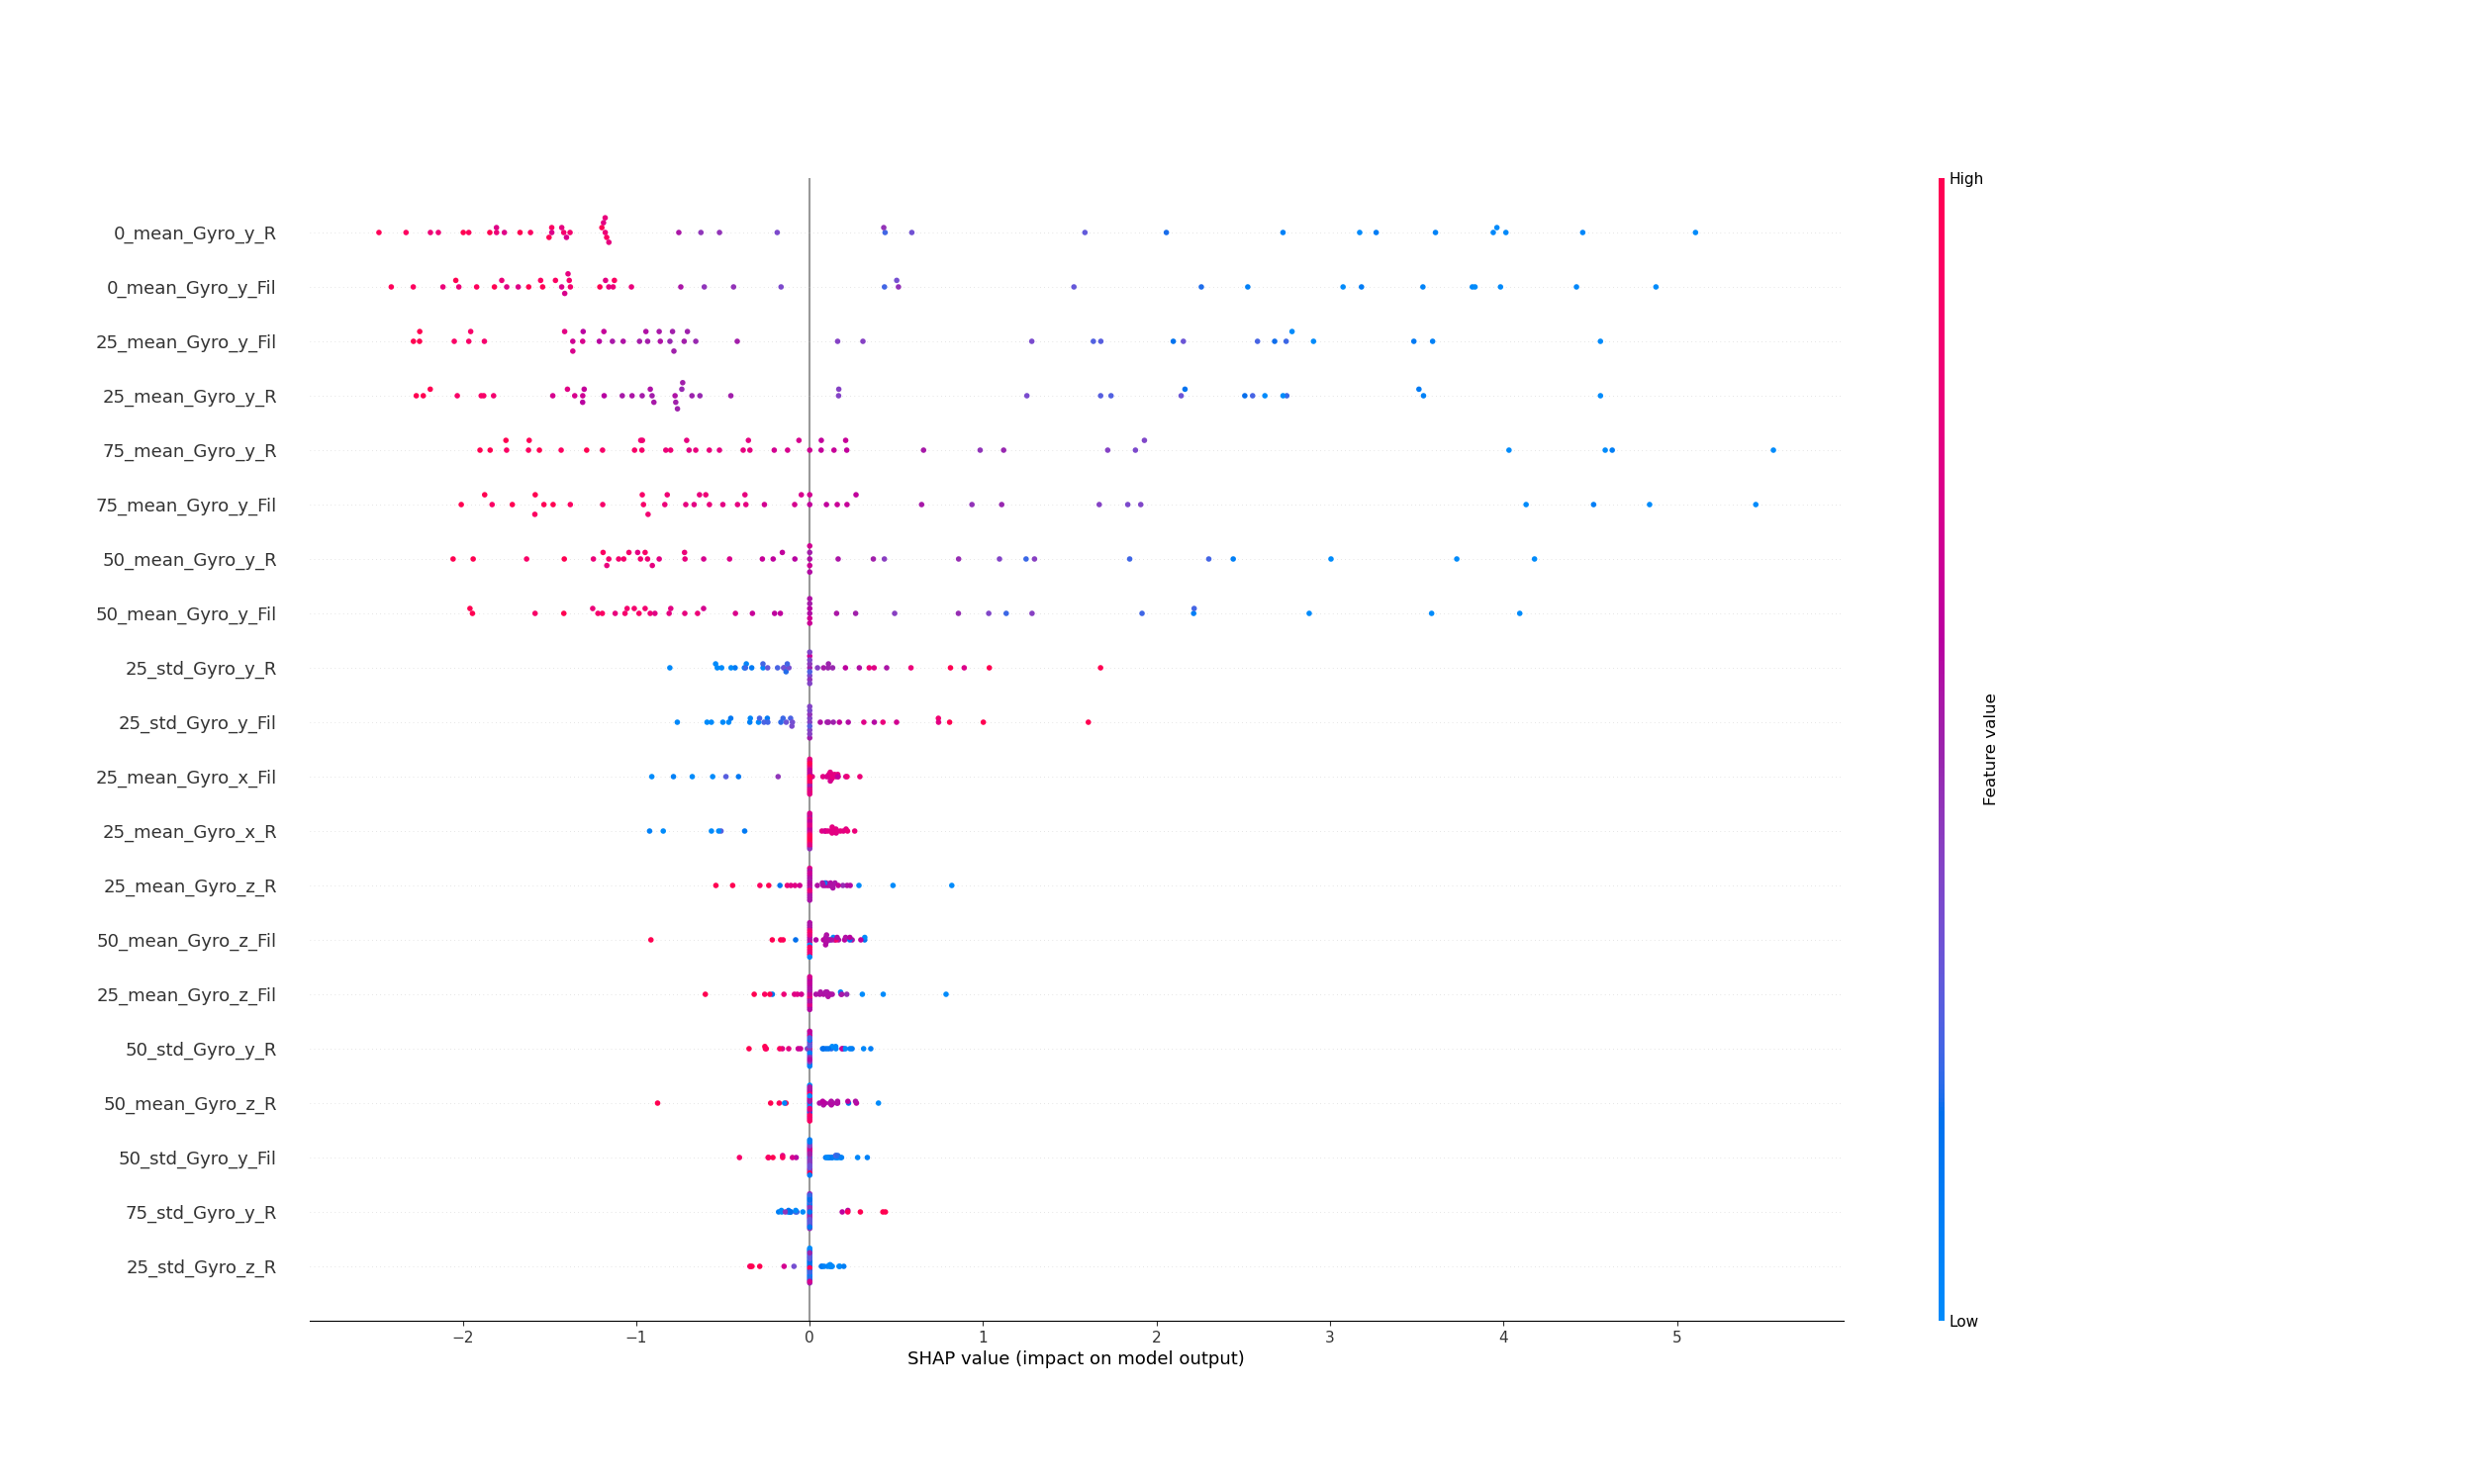 High
0_mean_Gyro_y_R
0_mean_Gyro_y_Fil
25_mean_Gyro_y_Fil
25_mean_Gyro_y_R
75_mean_Gyro_y_R
75_mean_Gyro_y_Fil
50_mean_Gyro_y_R
50_mean_Gyro_y_Fil
25_std_Gyro_y_R
25_std_Gyro_y_Fil
25_mean_Gyro_x_Fil
25_mean_Gyro_x_R
25_mean_Gyro_z_R
50_mean_Gyro_z_Fil
25_mean_Gyro_z_Fil
50_std_Gyro_y_R
50_mean_Gyro_z_R
50_std_Gyro_y_Fil
75_std_Gyro_y_R
25_std_Gyro_z_R
Feature value
Low
−2 −1 0 1 2 3 4 5
SHAP value (impact on model output)